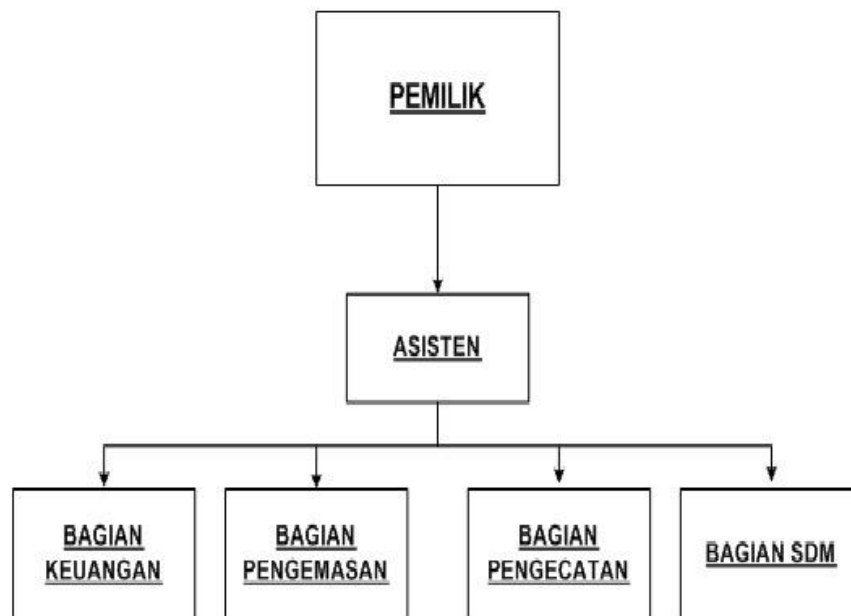 PEMILIK
ASISTEN
BAGIAN
KEUANGAN
BAGIAN
PENGEMASAN
BAGIAN
PENGECATAN
BAGIAN SDM